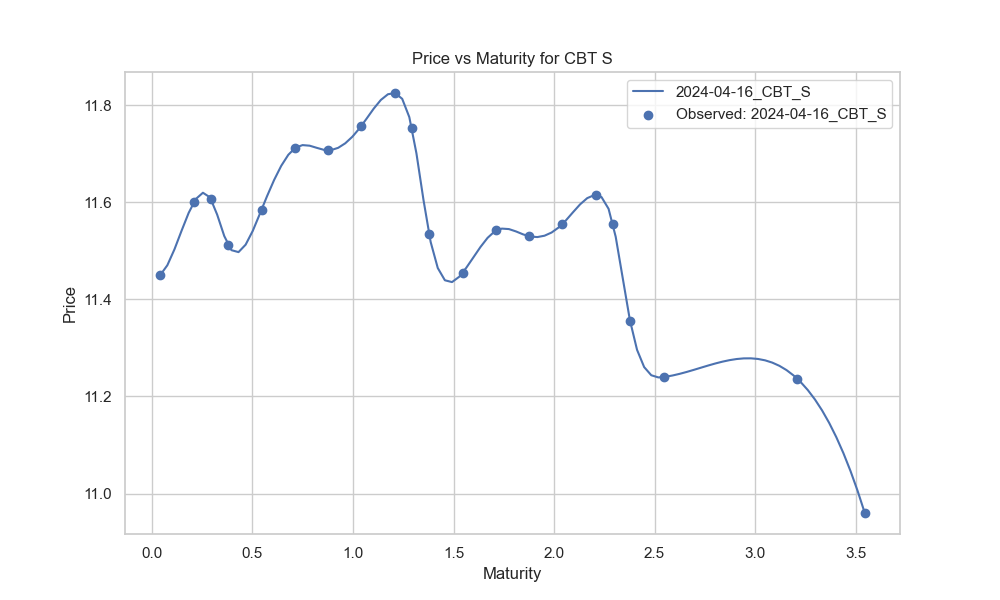 Price vs Maturity for CBT S
2024-04-16_CBT_S
Observed: 2024-04-16_CBT_S
Price
11.8
11.6
11.4
11.2
11.0
0.0 0.5 1.0 1.5 2.0 2.5 3.0 3.5
Maturity